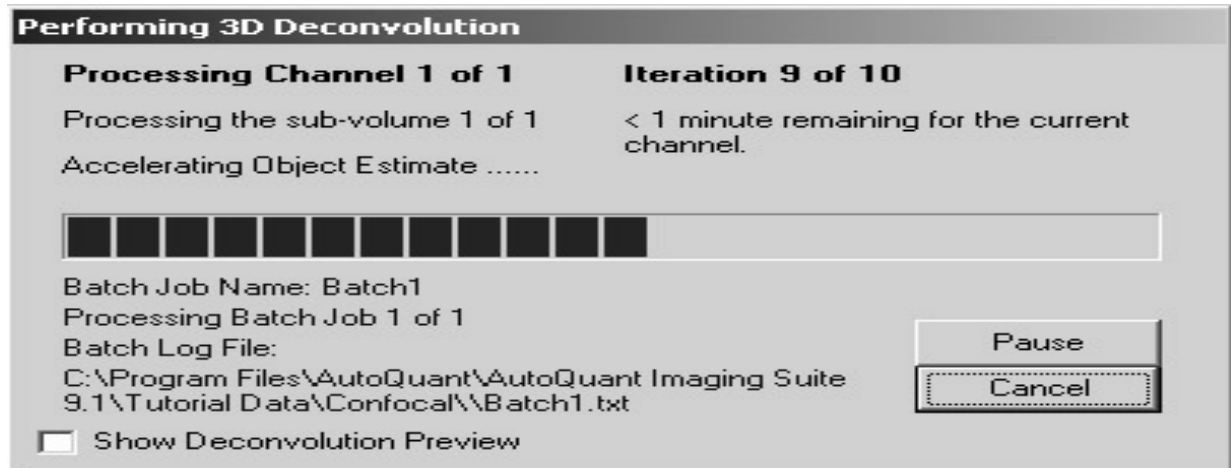 Performing 3D Deconvolution
Processing Channel 1 of 1
Iteration 9 of 10
Processing the sub-volume 1 of 1
< 1 minute remaining for the current
channel.
Accelerating Object Estimate ......
Batch Job Name: Batch1
Processing Batch Job 1 of 1
Batch Log File:
C:\Program Files\AutoQuant\AutoQuant Imaging Suite
9.1\Tutorial Data\Confocal\\Batch1.txt
Pause
Cancel
Show Deconvolution Preview